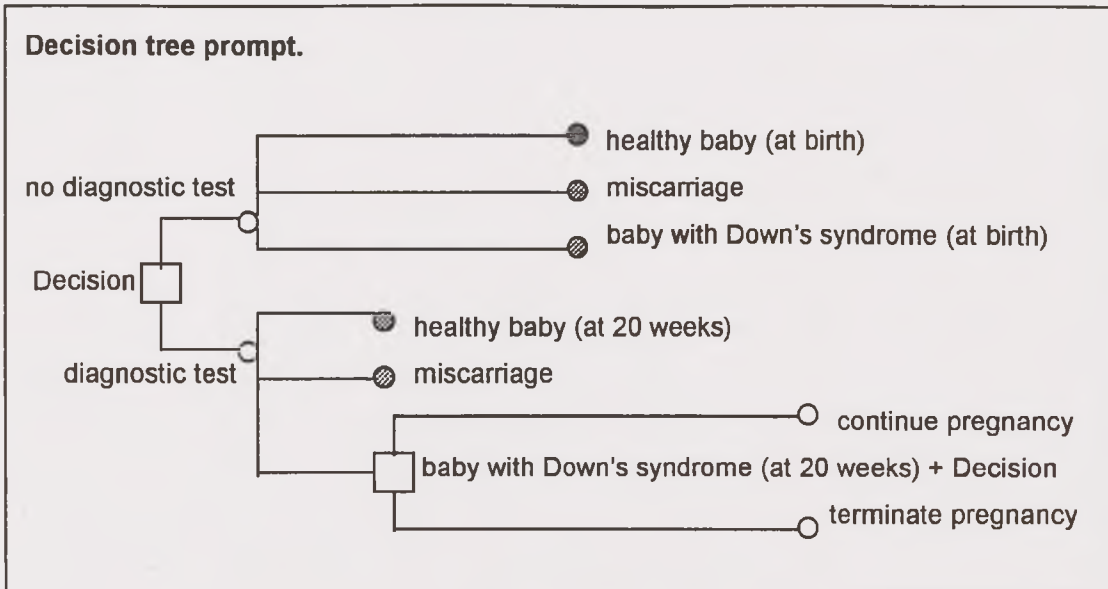 Decision tree prompt.
healthy baby (at birth)
no diagnostic test
miscarriage
baby with Down's syndrome (at birth)
Decision
healthy baby (at 20 weeks)
diagnostic test
miscarriage
continue pregnancy
baby with Down's syndrome (at 20 weeks) + Decision
terminate pregnancy